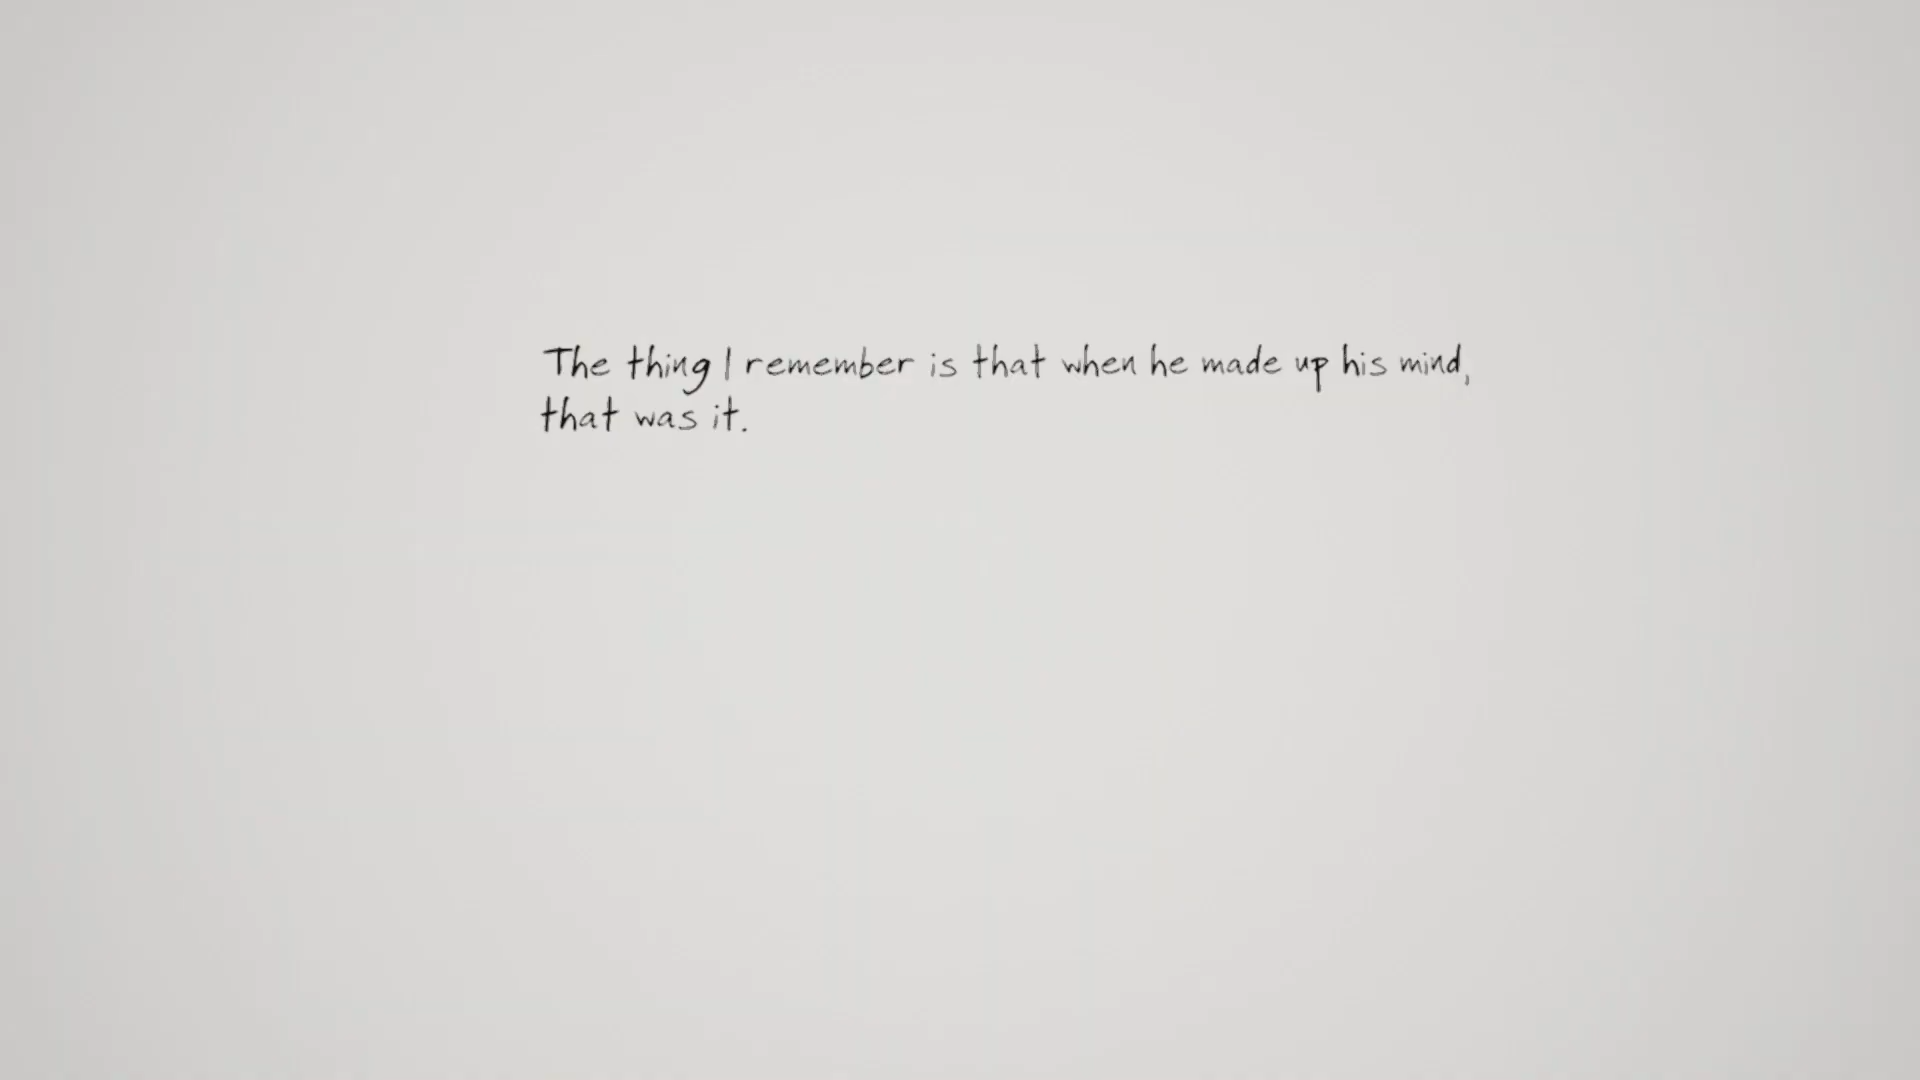 The thing I remember is that when he made up his mind,
that was it.